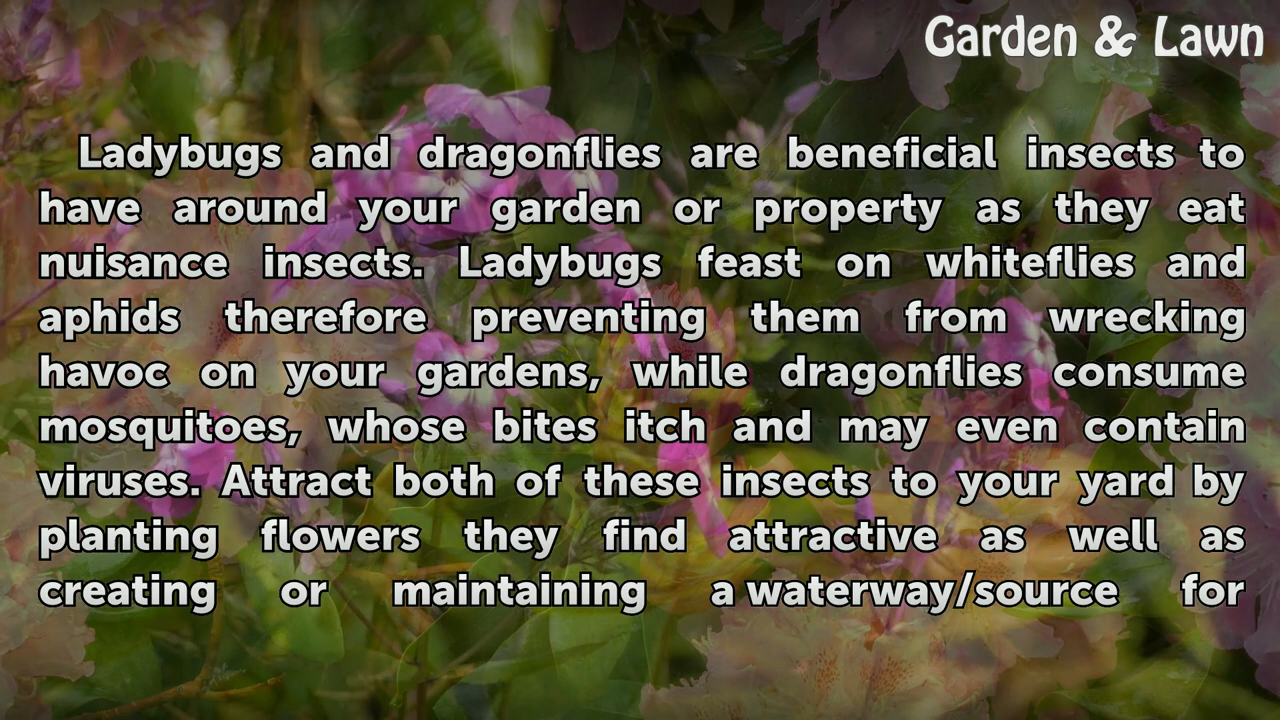 Garden & Lawn
Ladybugs and dragonflies are beneficial insects to
have around your garden or property as they eat
nuisance insects. Ladybugs feast on whiteflies and
aphids therefore preventing them from wrecking
havoc on your gardens, while dragonflies consume
mosquitoes, whose bites itch and may even contain
viruses. Attract both of these insects to your yard by
planting flowers they find attractive as well as
creating or maintaining a waterway/source for